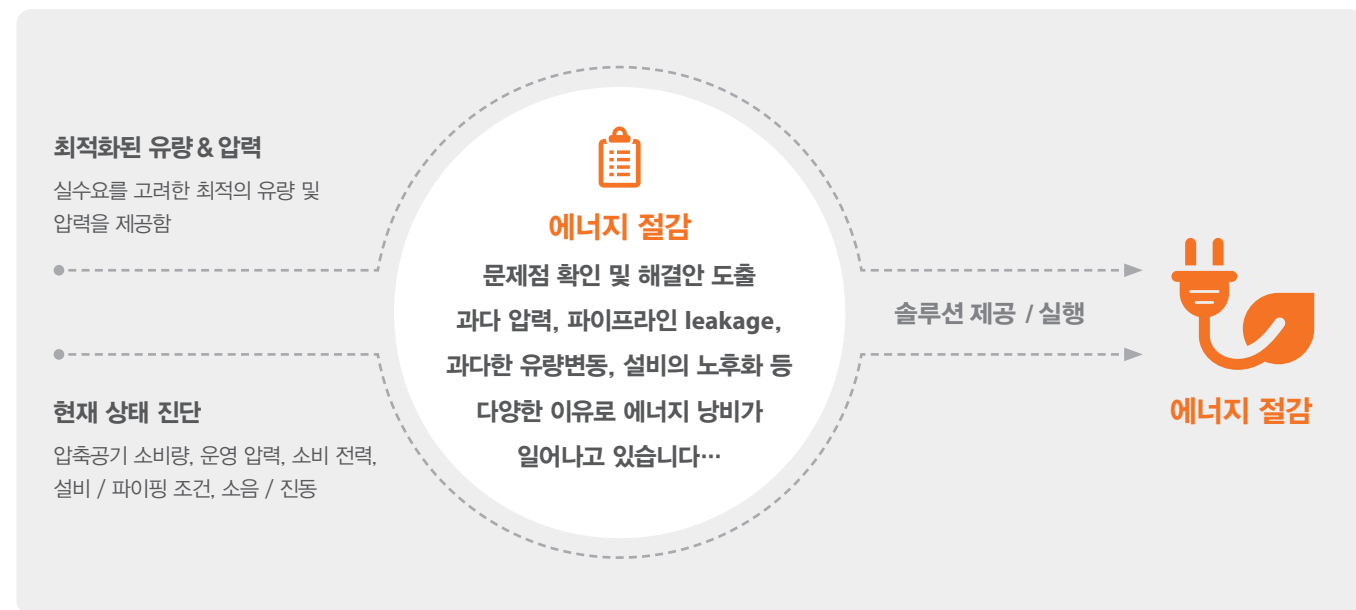 최적화된 유량 & 압력
실수요를 고려한 최적의 유량 및
압력을 제공함
현재 상태 진단
압축공기 소비량, 운영 압력, 소비 전력,
설비 / 파이핑 조건, 소음 / 진동
에너지 절감
문제점 확인 및 해결안 도출
과다 압력, 파이프라인 leakage,
과다한 유량변동, 설비의 노후화 등
다양한 이유로 에너지 낭비가
일어나고 있습니다…
솔루션 제공 / 실행
에너지 절감